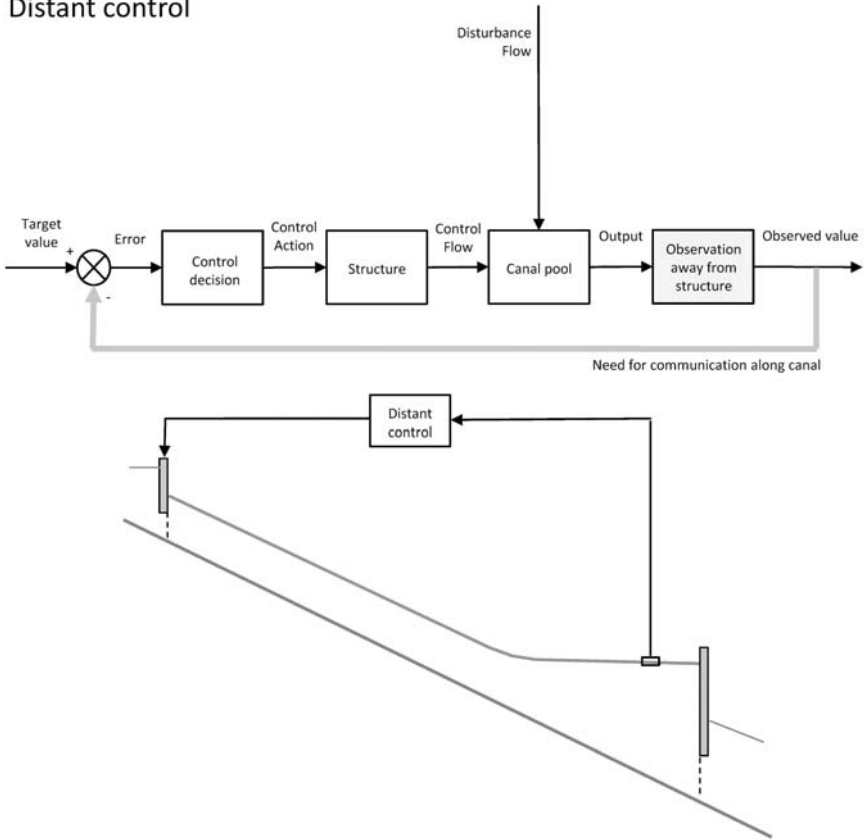 Distant control
Disturbance
Flow
Target
value
+
-
Error
Control
decision
Control
Action
Structure
Control
Flow
Canal pool
Output
Observation
away from
structure
Observed value
Need for communication along canal
Distant
control